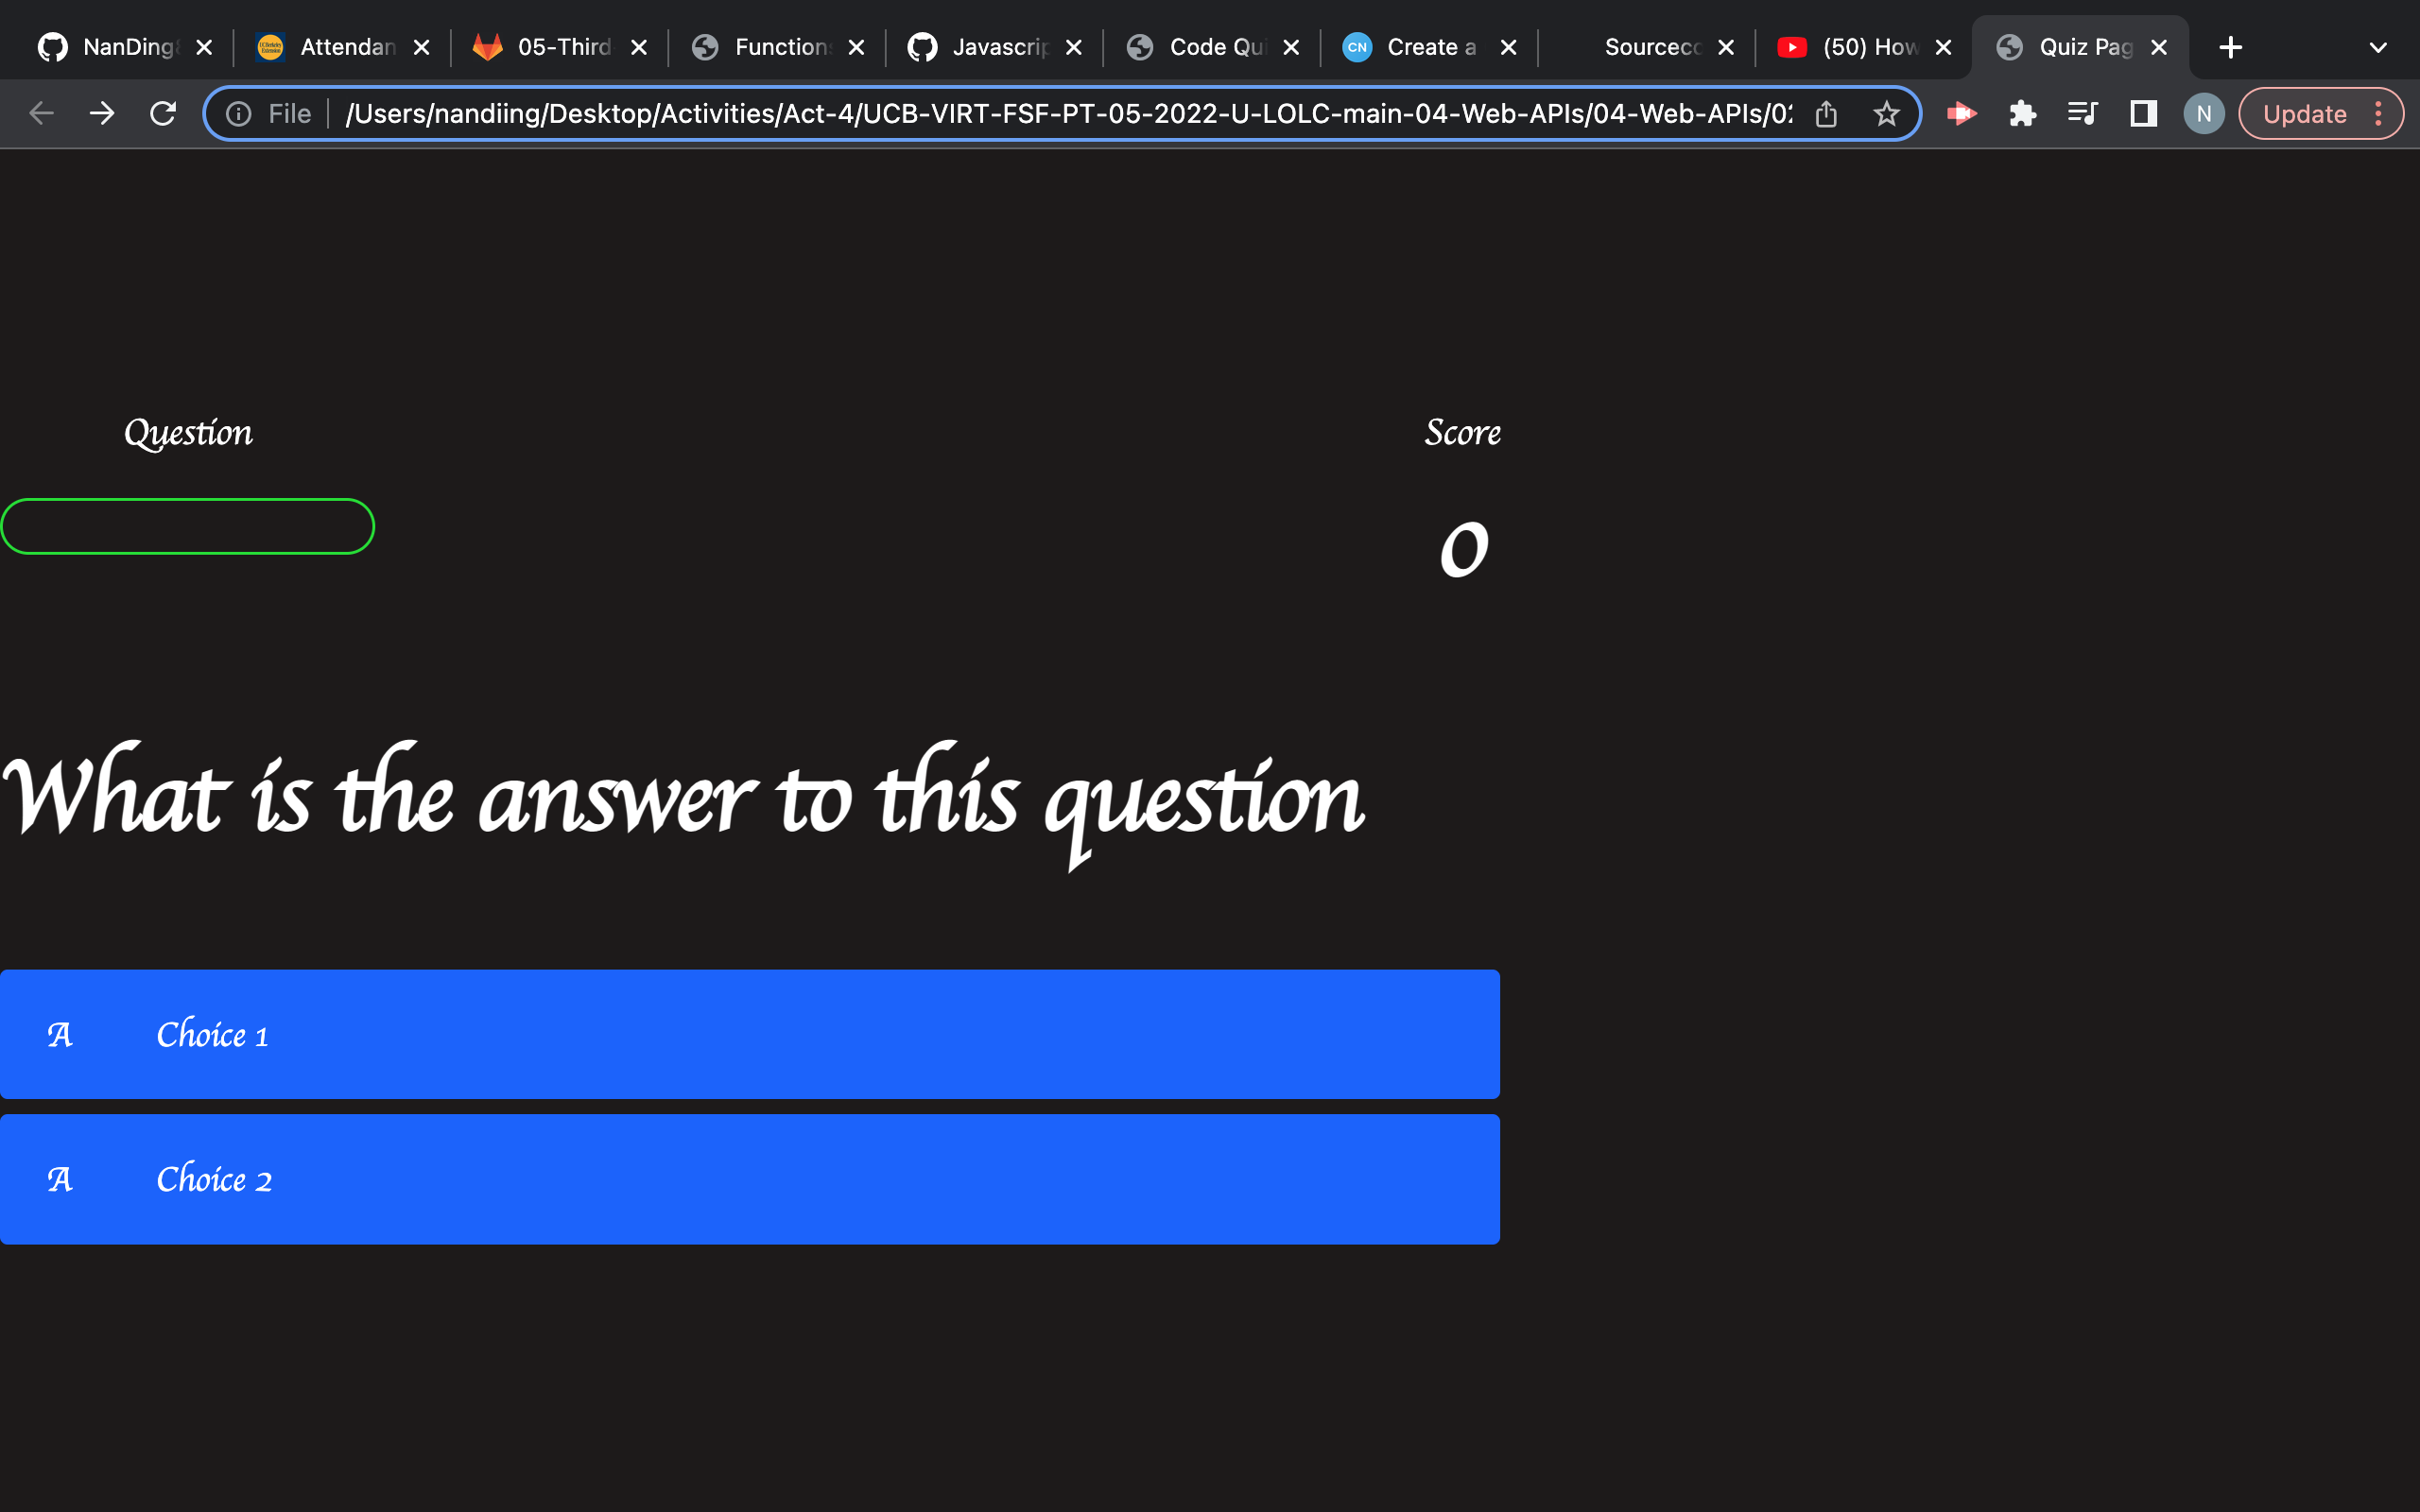 NanDing
Attendan
05-Third
Function
Javascrip
Code Qui
Create a
Sourcecc
(50) How
Quiz Pag
File
/Users/nandiing/Desktop/Activities/Act-4/UCB-VIRT-FSF-PT-05-2022-U-LOLC-main-04-Web-APIs/04-Web-APIs/02
N
Update
CN
Question
Score
0
What is the answer to this question
A Choice 1
A Choice 2